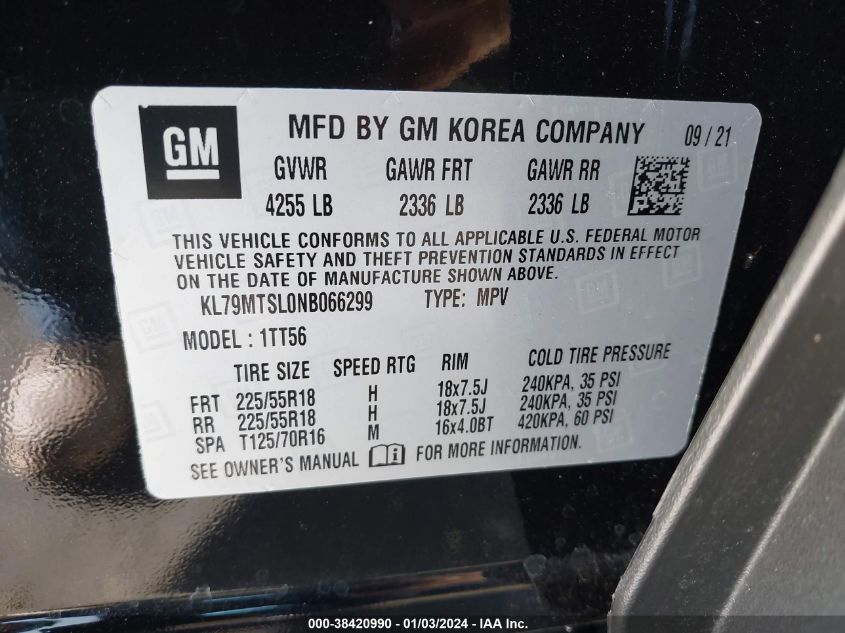 GM
MFD BY GM KOREA COMPANY 09 / 21
GVWR GAWR FRT GAWR RR
4255 LB 2336 LB 2336 LB
THIS VEHICLE CONFORMS TO ALL APPLICABLE U.S. FEDERAL MOTOR
VEHICLE SAFETY AND THEFT PREVENTION STANDARDS IN EFFECT
ON THE DATE OF MANUFACTURE SHOWN ABOVE.
KL79MTSL0NB066299 TYPE: MPV
MODEL : 1TT56
TIRE SIZE SPEED RTG RIM COLD TIRE PRESSURE
FRT 225/55R18 H 18x7.5J 240KPA, 35 PSI
RR 225/55R18 H 18x7.5J 240KPA, 35 PSI
SPA T125/70R16 M 16x4.0BT 420KPA, 60 PSI
SEE OWNER'S MANUAL FOR MORE INFORMATION.
000-38420990 - 01/03/2024 - IAA Inc.